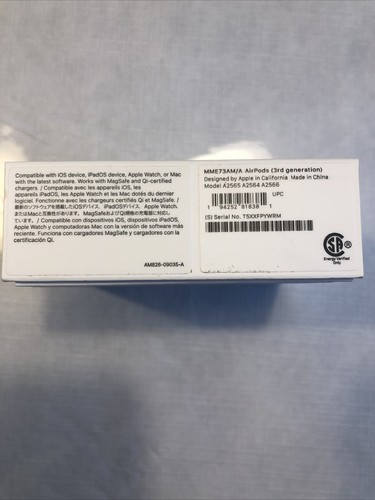 Compatible with iOS device, iPadOS device, Apple Watch, or Mac
with the latest software. Works with MagSafe and Qi-certified
chargers. / Compatible avec les appareils iOS, les
appareils iPadOS, les Apple Watch et les Mac dotés du dernier
logiciel. Fonctionne avec les chargeurs certifiés Qi et MagSafe. /
最新のソフトウェアを搭載したiOSデバイス、iPadOSデバイス、Apple Watch、
またはMacと互換性があります。MagSafeおよびQi規格の充電器に対応
しています。/ Compatible con dispositivos iOS, dispositivos iPadOS,
Apple Watch y computadoras Mac con la versión de software más
reciente. Funciona con cargadores MagSafe y cargadores con la
certificación Qi.
AM826-09035-A
MME73AM/A AirPods (3rd generation)
Designed by Apple in California Made in China
Model A2565 A2564 A2566
UPC
1 94252 81838 1
(S) Serial No. T5XXFPYWRM
SA
Energy Verified
Only